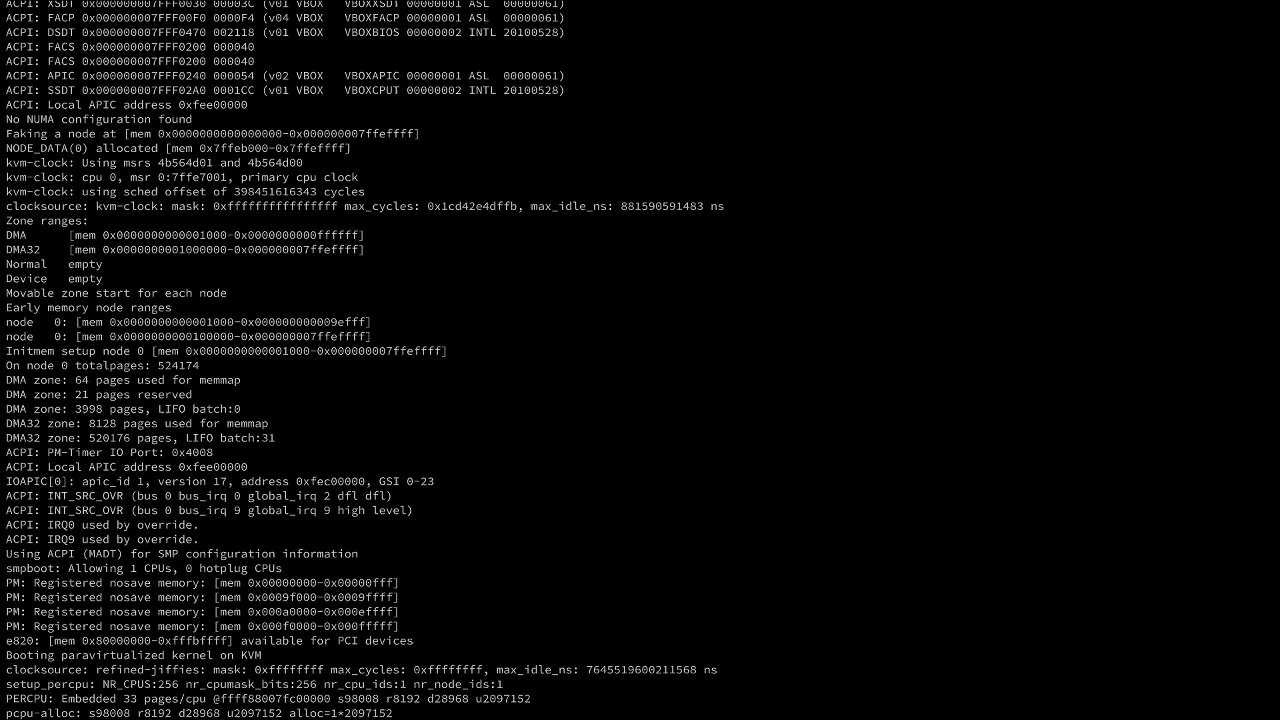 ACPI: XSDT 0x000000007FFF0030 00003C (v01 VBOX   VBOXXSDT 00000001 ASL  00000061)
ACPI: FACP 0x000000007FFF00F0 0000F4 (v04 VBOX   VBOXFACP 00000001 ASL  00000061)
ACPI: DSDT 0x000000007FFF0470 002118 (v01 VBOX   VBOXBIOS 00000002 INTL 20100528)
ACPI: FACS 0x000000007FFF0200 000040
ACPI: FACS 0x000000007FFF0200 000040
ACPI: APIC 0x000000007FFF0240 000054 (v02 VBOX   VBOXAPIC 00000001 ASL  00000061)
ACPI: SSDT 0x000000007FFF02A0 0001CC (v01 VBOX   VBOXCPUT 00000002 INTL 20100528)
ACPI: Local APIC address 0xfee00000
No NUMA configuration found
Faking a node at [mem 0x0000000000000000-0x000000007ffeffff]
NODE_DATA(0) allocated [mem 0x7ffeb000-0x7ffeffff]
kvm-clock: Using msrs 4b564d01 and 4b564d00
kvm-clock: cpu 0, msr 0:7ffe7001, primary cpu clock
kvm-clock: using sched offset of 398451616343 cycles
clocksource: kvm-clock: mask: 0xffffffffffffffff max_cycles: 0x1cd42e4dffb, max_idle_ns: 881590591483 ns
Zone ranges:
DMA      [mem 0x0000000000001000-0x0000000000ffffff]
DMA32    [mem 0x0000000001000000-0x000000007ffeffff]
Normal   empty
Device   empty
Movable zone start for each node
Early memory node ranges
node   0: [mem 0x0000000000001000-0x000000000009efff]
node   0: [mem 0x0000000000100000-0x000000007ffeffff]
Initmem setup node 0 [mem 0x0000000000001000-0x000000007ffeffff]
On node 0 totalpages: 524174
DMA zone: 64 pages used for memmap
DMA zone: 21 pages reserved
DMA zone: 3998 pages, LIFO batch:0
DMA32 zone: 8128 pages used for memmap
DMA32 zone: 520176 pages, LIFO batch:31
ACPI: PM-Timer IO Port: 0x4008
ACPI: Local APIC address 0xfee00000
IOAPIC[0]: apic_id 1, version 17, address 0xfec00000, GSI 0-23
ACPI: INT_SRC_OVR (bus 0 bus_irq 0 global_irq 2 dfl dfl)
ACPI: INT_SRC_OVR (bus 0 bus_irq 9 global_irq 9 high level)
ACPI: IRQ0 used by override.
ACPI: IRQ9 used by override.
Using ACPI (MADT) for SMP configuration information
smpboot: Allowing 1 CPUs, 0 hotplug CPUs
PM: Registered nosave memory: [mem 0x00000000-0x00000fff]
PM: Registered nosave memory: [mem 0x0009f000-0x0009ffff]
PM: Registered nosave memory: [mem 0x000a0000-0x000effff]
PM: Registered nosave memory: [mem 0x000f0000-0x000fffff]
e820: [mem 0x80000000-0xfffbffff] available for PCI devices
Booting paravirtualized kernel on KVM
clocksource: refined-jiffies: mask: 0xffffffff max_cycles: 0xffffffff, max_idle_ns: 7645519600211568 ns
setup_percpu: NR_CPUS:256 nr_cpumask_bits:256 nr_cpu_ids:1 nr_node_ids:1
PERCPU: Embedded 33 pages/cpu @ffff88007fc00000 s98008 r8192 d28968 u2097152
pcpu-alloc: s98008 r8192 d28968 u2097152 alloc=1*2097152